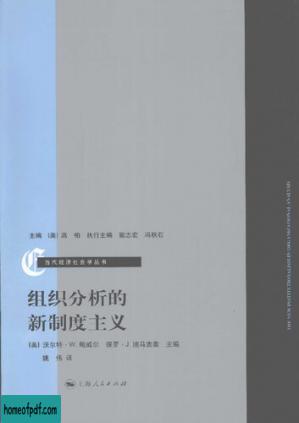 主编 (美) 高 柏 执行主编 冯秋石
当代经济社会学丛书
组织分析的
新制度主义
(美) 沃尔特·W.鲍威尔 保罗·J.迪马吉奥 主编
姚 伟 译
上海人民出版社
homeofpdf.com
homeofpdf.com